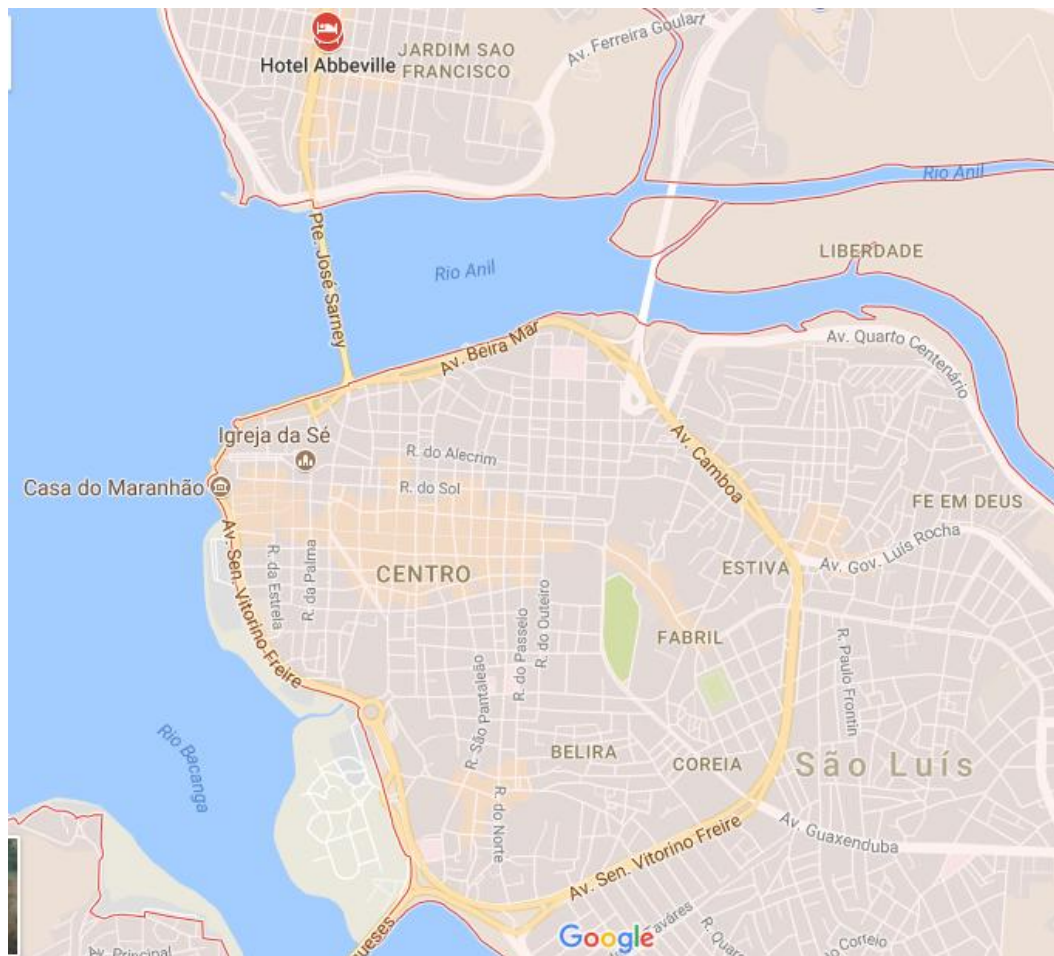 Av. Ferreira Goulart
JARDIM SAO
FRANCISCO
Hotel Abbeville
Rio Anil
Pte. José Sarney
Rio Anil
LIBERDADE
Av. Beira Mar
Av. Quarto Centenário
Igreja da Sé
R. do Alecrim
Av. Camboa
Casa do Maranhão
R. do Sol
FE EM DEUS
Av. Sen. Vitorino Freire
R. da Estrela
R. da Palma
CENTRO
ESTIVA
Av. Gov. Luís Rocha
R. do Passeio
R. do Outeiro
FABRIL
R. Paulo Frontin
R. São Pantaleão
Rio Bacanga
BELIRA
COREIA
São Luís
R. do Norte
Av. Guaxenduba
Av. Sen. Vitorino Freire
Google
Av. Principal